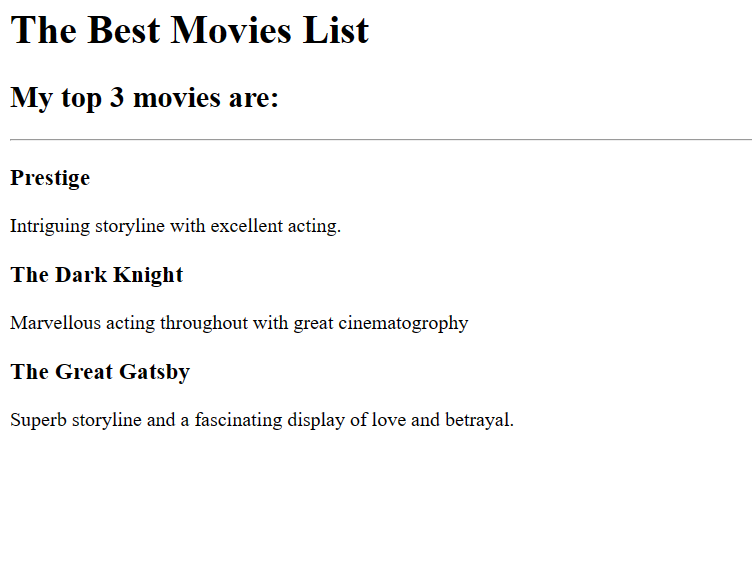 The Best Movies List
My top 3 movies are:
Prestige
Intriguing storyline with excellent acting.
The Dark Knight
Marvellous acting throughout with great cinematogrophy
The Great Gatsby
Superb storyline and a fascinating display of love and betrayal.